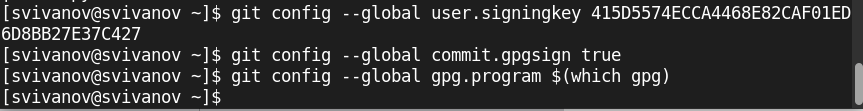 [svivanov@svivanov ~]$ git config --global user.signingkey 415D5574ECCA4468E82CAF01ED
6D8BB27E37C427
[svivanov@svivanov ~]$ git config --global commit.gpgsign true
[svivanov@svivanov ~]$ git config --global gpg.program $(which gpg)
[svivanov@svivanov ~]$